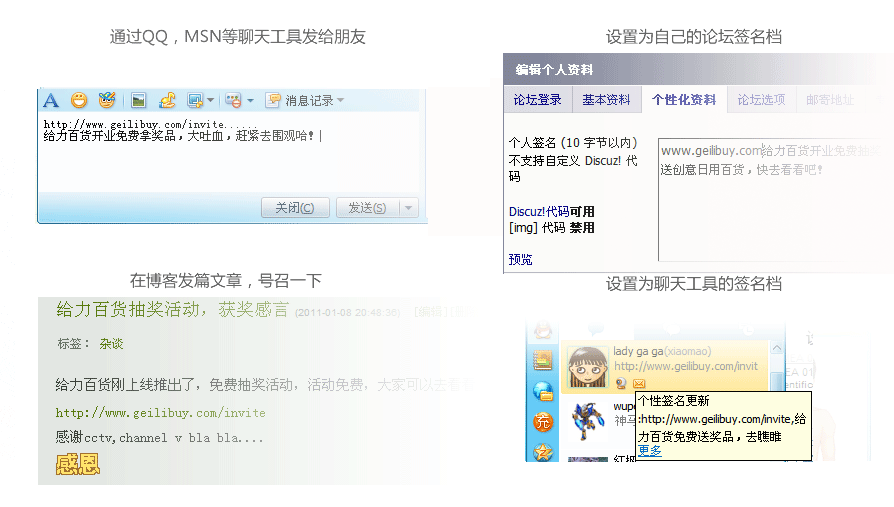 通过QQ，MSN等聊天工具发给朋友
消息记录
http://www.geilibuy.com/invite......
给力百货开业免费拿奖品，大吐血，赶紧去围观哈！
关闭(C)
发送(S)
设置为自己的论坛签名档
编辑个人资料
论坛登录 基本资料 个性化资料 论坛选项 邮寄地址
个人签名 (10 字节以内)
不支持自定义 Discuz! 代
码
www.geilibuy.com给力百货开业免费抽
送创意日用百货，快去看看吧！
Discuz!代码可用
[img] 代码 禁用
预览
在博客发篇文章，号召一下
给力百货抽奖活动，获奖感言 (2011-01-08 20:48:36) [编辑]
标签： 杂谈
给力百货刚上线推出了，免费抽奖活动，活动免费，大家可以去看看
http://www.geilibuy.com/invite
感谢cctv,channel v bla bla....
感恩
设置为聊天工具的签名档
lady ga ga(xiaomao)
http://www.geilibuy.com/invit
wupe
神马
充
个性签名更新
:http://www.geilibuy.com/invite,给
力百货免费送奖品，去瞧睢
更多